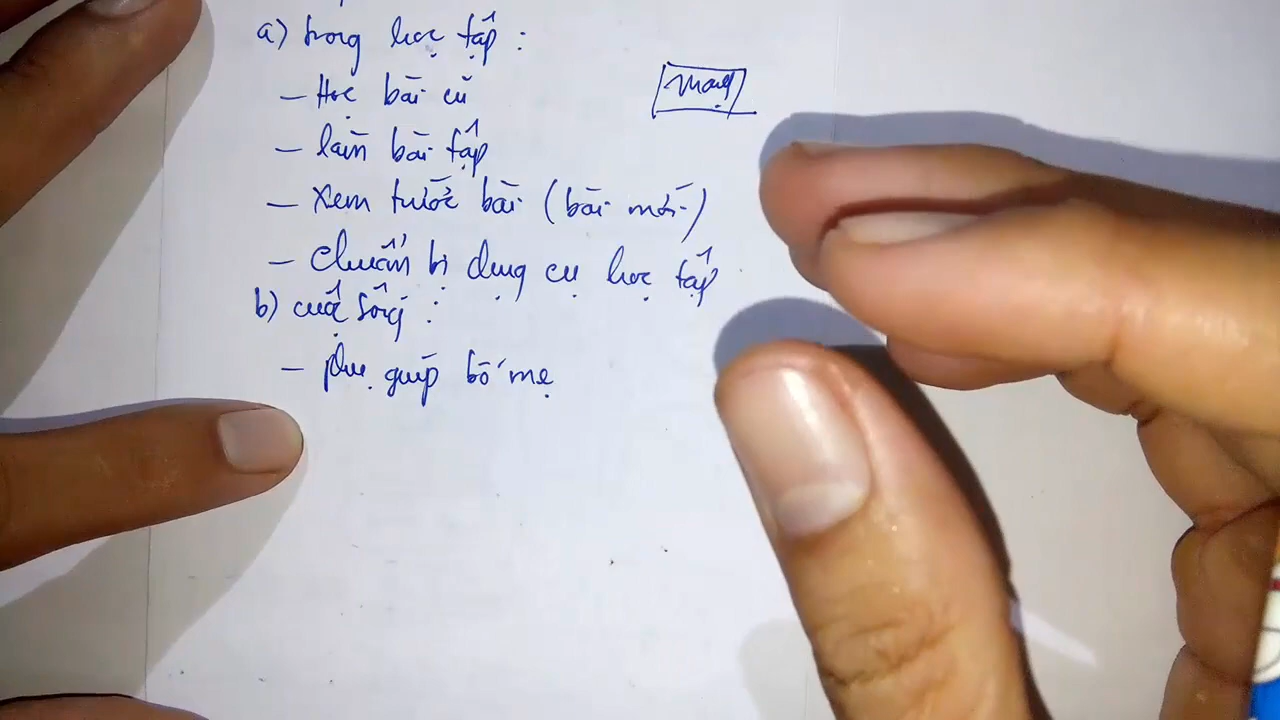 a) trong học tập :
- Học bài cũ
mạng
- làm bài tập
- Xem trước bài (bài mới)
- chuẩn bị dụng cụ học tập
b) cuộc sống :
- phụ giúp bố mẹ